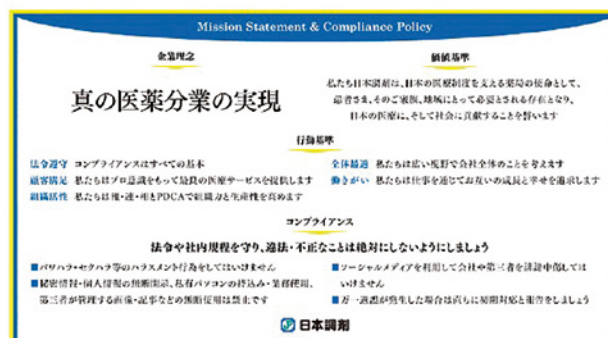 Mission Statement & Compliance Policy
企業理念
真の医薬分業の実現
価値基準
私たち日本調剤は、日本の医療制度を支える薬局の使命として、
患者さま、そのご家族、地域にとって必要とされる存在となり、
日本の医療に、そして社会に貢献することを誓います
行動基準
法令遵守 コンプライアンスはすべての基本
顧客満足 私たちはプロ意識をもって最良の医療サービスを提供します
組織活性 私たちは報・連・相とPDCAで組織力と生産性を高めます
全体最適 私たちは広い視野で会社全体のことを考えます
働きがい 私たちは仕事を通じてお互いの成長と幸せを追求します
コンプライアンス
法令や社内規程を守り、違法・不正なことは絶対にしないようにしましょう
■パワハラ・セクハラ等のハラスメント行為をしてはいけません
■秘密情報・個人情報の無断開示、私有パソコンの持込み・業務使用、
第三者が管理する画像・記事などの無断使用は禁止です
■ソーシャルメディアを利用して会社や第三者を誹謗中傷しては
いけません
■万一過誤が発生した場合は直ちに初期対応と報告をしましょう
日本調剤